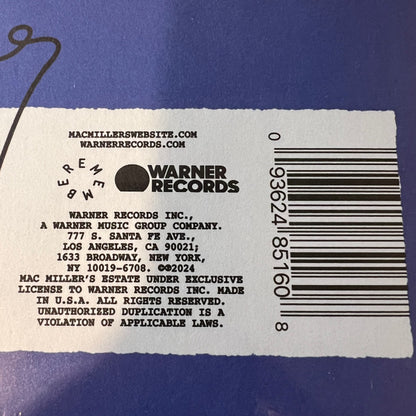 MACMILLERSWEBSITE.COM
WARNERRECORDS.COM
REMEMBER
WARNER
RECORDS
WARNER RECORDS INC.,
A WARNER MUSIC GROUP COMPANY.
777 S. SANTA FE AVE.,
LOS ANGELES, CA 90021;
1633 BROADWAY, NEW YORK,
NY 10019-6708. ©℗2024
MAC MILLER'S ESTATE UNDER EXCLUSIVE
LICENSE TO WARNER RECORDS INC. MADE
IN U.S.A. ALL RIGHTS RESERVED.
UNAUTHORIZED DUPLICATION IS A
VIOLATION OF APPLICABLE LAWS.
0 93624 85160 8